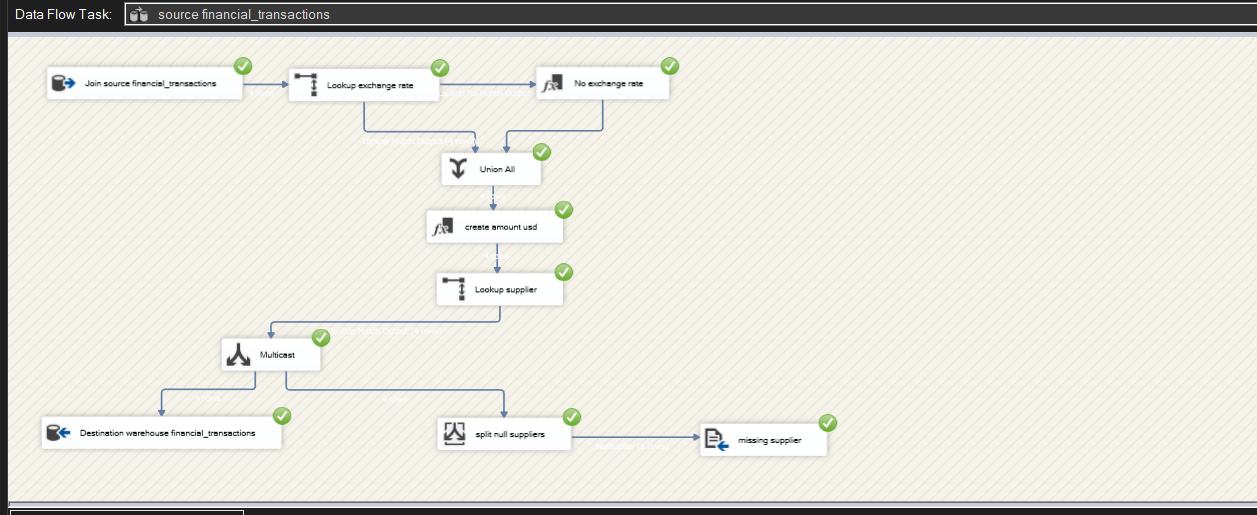 Data Flow Task: source financial_transactions
Join source financial_transactions
Lookup exchange rate
No exchange rate
Union All
create amount usd
Lookup supplier
Multicast
Destination warehouse financial_transactions
split null suppliers
missing supplier